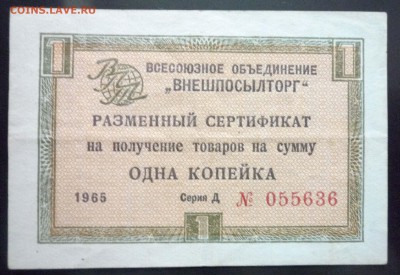 COINS.LAVE.RU
1
1
ВПТ
ВСЕСОЮЗНОЕ ОБЪЕДИНЕНИЕ
„ВНЕШПОСЫЛТОРГ"
РАЗМЕННЫЙ СЕРТИФИКАТ
на получение товаров на сумму
ОДНА КОПЕЙКА
1965 Серия Д № 055636
1